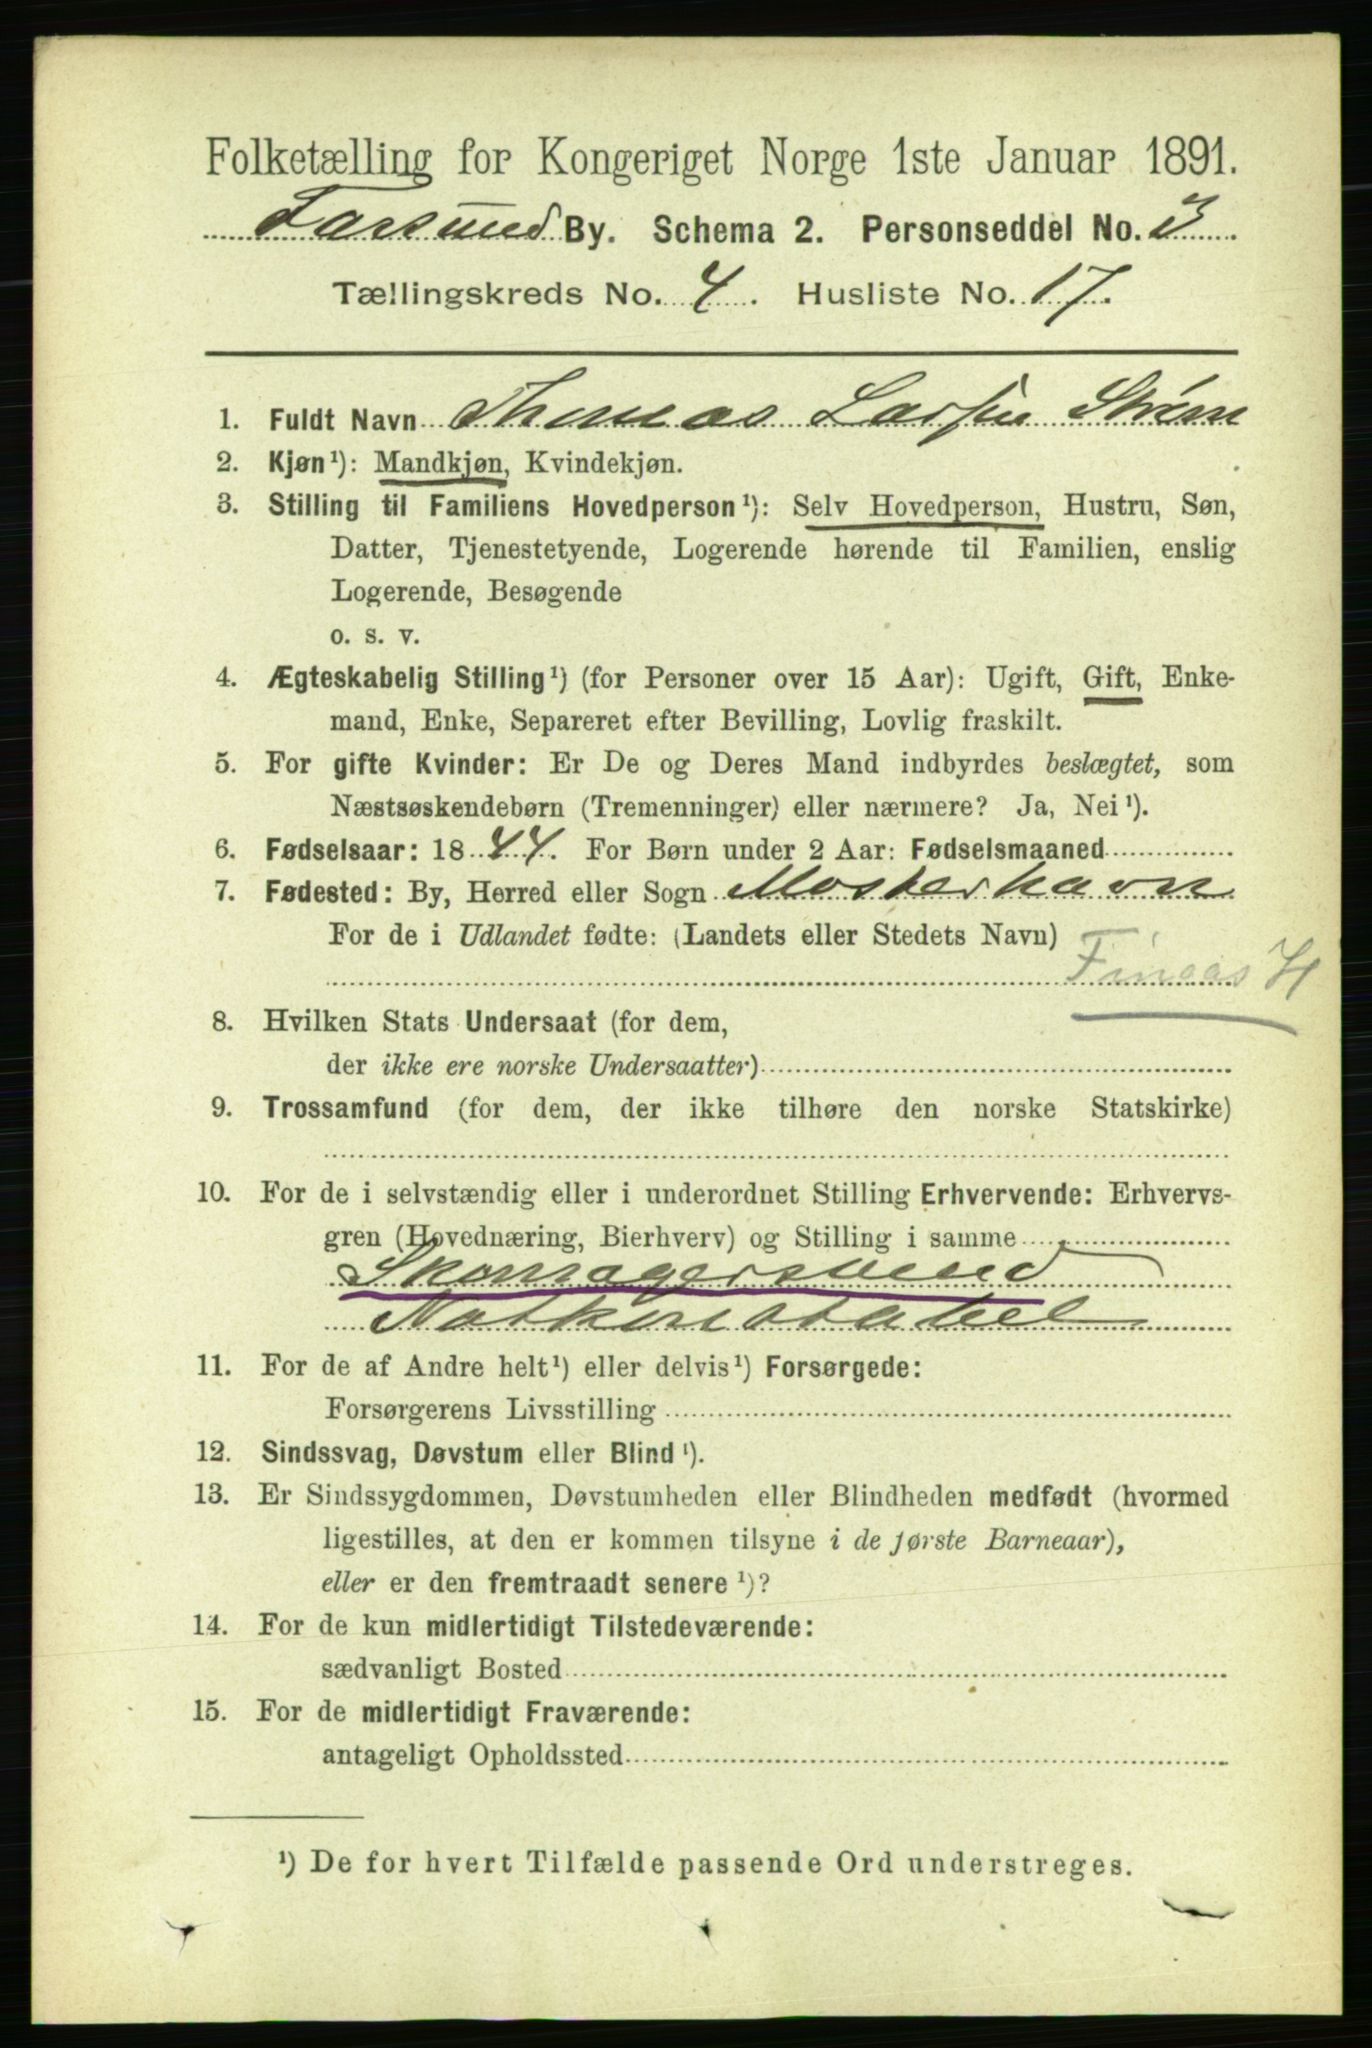 Folketælling for Kongeriget Norge 1ste Januar 1891.
Farsund By. Schema 2. Personseddel No. 3
Tællingskreds No. 4. Husliste No. 17.
1. Fuldt Navn Thomas Larsen Strøm
2. Kjøn¹): Mandkjøn, Kvindekjøn.
3. Stilling til Familiens Hovedperson¹): Selv Hovedperson, Hustru, Søn,
Datter, Tjenestetyende, Logerende hørende til Familien, enslig
Logerende, Besøgende
o. s. v.
4. Ægteskabelig Stilling¹) (for Personer over 15 Aar): Ugift, Gift, Enke-
mand, Enke, Separeret efter Bevilling, Lovlig fraskilt.
5. For gifte Kvinder: Er De og Deres Mand indbyrdes beslægtet, som
Næstsøskendebørn (Tremenninger) eller nærmere? Ja, Nei¹).
6. Fødselsaar: 1844. For Børn under 2 Aar: Fødselsmaaned
7. Fødested: By, Herred eller Sogn Mosterhavn
For de i Udlandet fødte: (Landets eller Stedets Navn)
Finaas H
8. Hvilken Stats Undersaat (for dem,
der ikke ere norske Undersaatter)
9. Trossamfund (for dem, der ikke tilhøre den norske Statskirke)
10. For de i selvstændig eller i underordnet Stilling Erhvervende: Erhvervs-
gren (Hovednæring, Bierhverv) og Stilling i samme
Skomagersvend
Natkonstabel
11. For de af Andre helt¹) eller delvis¹) Forsørgede:
Forsørgerens Livsstilling
12. Sindssvag, Døvstum eller Blind¹).
13. Er Sindssygdommen, Døvstumheden eller Blindheden medfødt (hvormed
ligestilles, at den er kommen tilsyne i de første Barneaar),
eller er den fremtraadt senere¹)?
14. For de kun midlertidigt Tilstedeværende:
sædvanligt Bosted
15. For de midlertidigt Fraværende:
antageligt Opholdssted
¹) De for hvert Tilfælde passende Ord understreges.